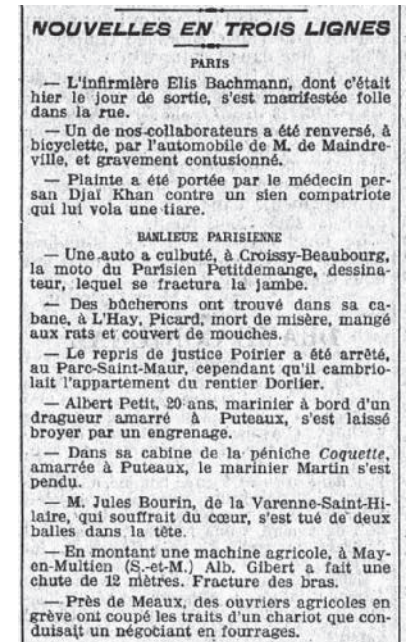 NOUVELLES EN TROIS LIGNES
PARIS
— L'infirmière Elis Bachmann, dont c'était
hier le jour de sortie, s'est manifestée folle
dans la rue.
— Un de nos collaborateurs a été renversé, à
bicyclette, par l'automobile de M. de Maindre-
ville, et gravement contusionné.
— Plainte a été portée par le médecin per-
san Djaï Khan contre un sien compatriote
qui lui vola une tiare.
BANLIEUE PARISIENNE
— Une auto a culbuté, à Croissy-Beaubourg,
la moto du Parisien Petitdemange, dessina-
teur, lequel se fractura la jambe.
— Des bûcherons ont trouvé dans sa ca-
bane, à L'Hay, Picard, mort de misère, mangé
aux rats et couvert de mouches.
— Le repris de justice Poirier a été arrêté,
au Parc-Saint-Maur, cependant qu'il cambrio-
lait l'appartement du rentier Dorlier.
— Albert Petit, 20 ans, marinier à bord d'un
dragueur amarré à Puteaux, s'est laissé
broyer par un engrenage.
— Dans sa cabine de la péniche Coquette,
amarrée à Puteaux, le marinier Martin s'est
pendu.
— M. Jules Bourin, de la Varenne-Saint-Hi-
laire, qui souffrait du cœur, s'est tué de deux
balles dans la tête.
— En montant une machine agricole, à May-
en-Multien (S.-et-M.) Alb. Gibert a fait une
chute de 12 mètres. Fracture des bras.
— Près de Meaux, des ouvriers agricoles en
grève ont coupé les traits d'un chariot que con-
duisait un négociant en fourrages.